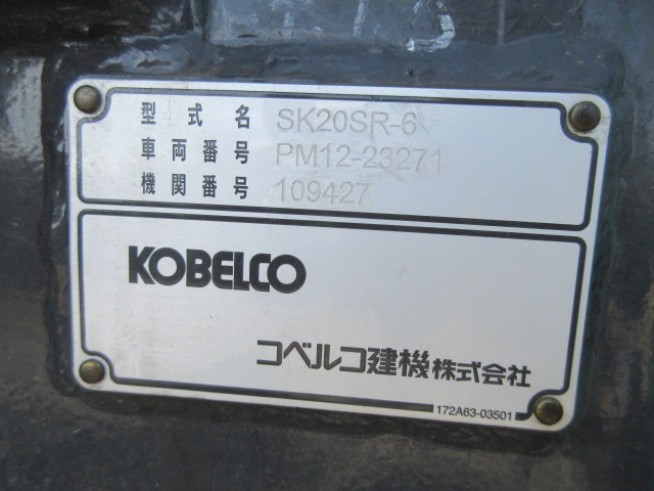 型式名 SK20SR-6
車両番号 PM12-23271
機関番号 109427
KOBELCO
コベルコ建機株式会社
172A63-03501